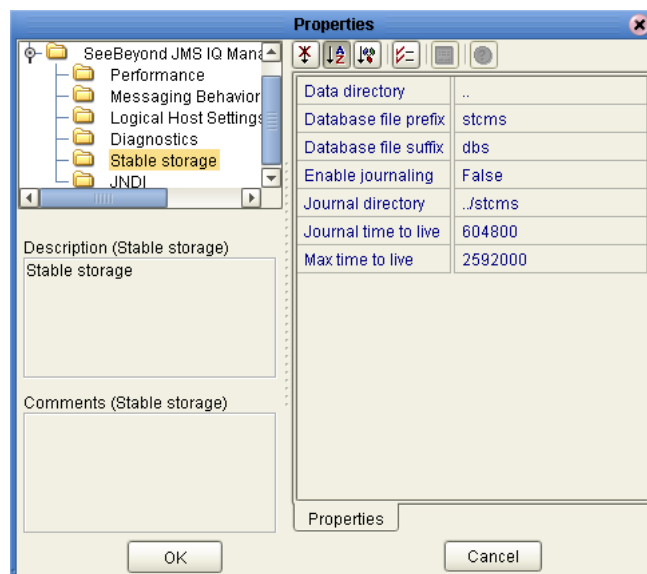 Properties
SeeBeyond JMS IQ Mana
Performance
Messaging Behavior
Logical Host Settings
Diagnostics
Stable storage
JNDI
Description (Stable storage)
Stable storage
Comments (Stable storage)
Data directory ..
Database file prefix stcms
Database file suffix dbs
Enable journaling False
Journal directory ../stcms
Journal time to live 604800
Max time to live 2592000
Properties
OK
Cancel